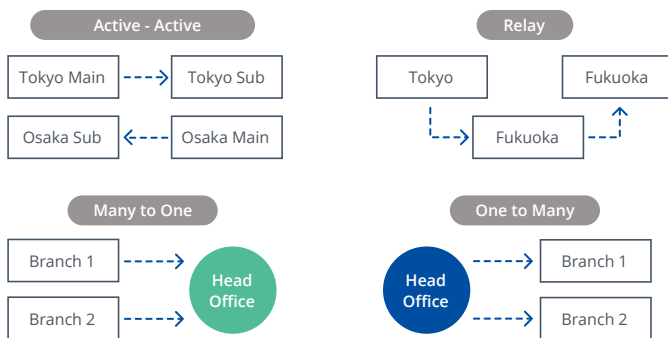 Active - Active
Tokyo Main
Tokyo Sub
Osaka Sub
Osaka Main
Relay
Tokyo
Fukuoka
Fukuoka
Many to One
Branch 1
Branch 2
Head
Office
One to Many
Head
Office
Branch 1
Branch 2